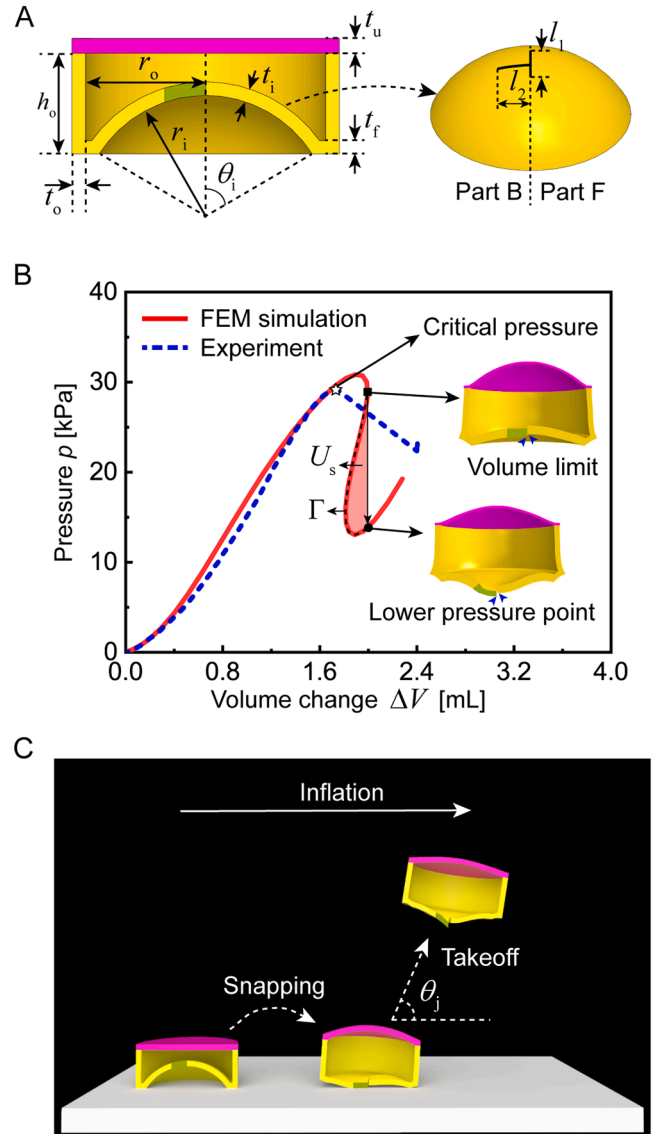 A
t_u
r_o
t_i
h_o
r_i
t_f
θ_i
t_o
l_1
l_2
Part B
Part F
B
40
30
20
10
0
Pressure p [kPa]
FEM simulation
Experiment
Critical pressure
U_s
Γ
Volume limit
Lower pressure point
0.0 0.8 1.6 2.4 3.2 4.0
Volume change ΔV [mL]
C
Inflation
Takeoff
θ_j
Snapping